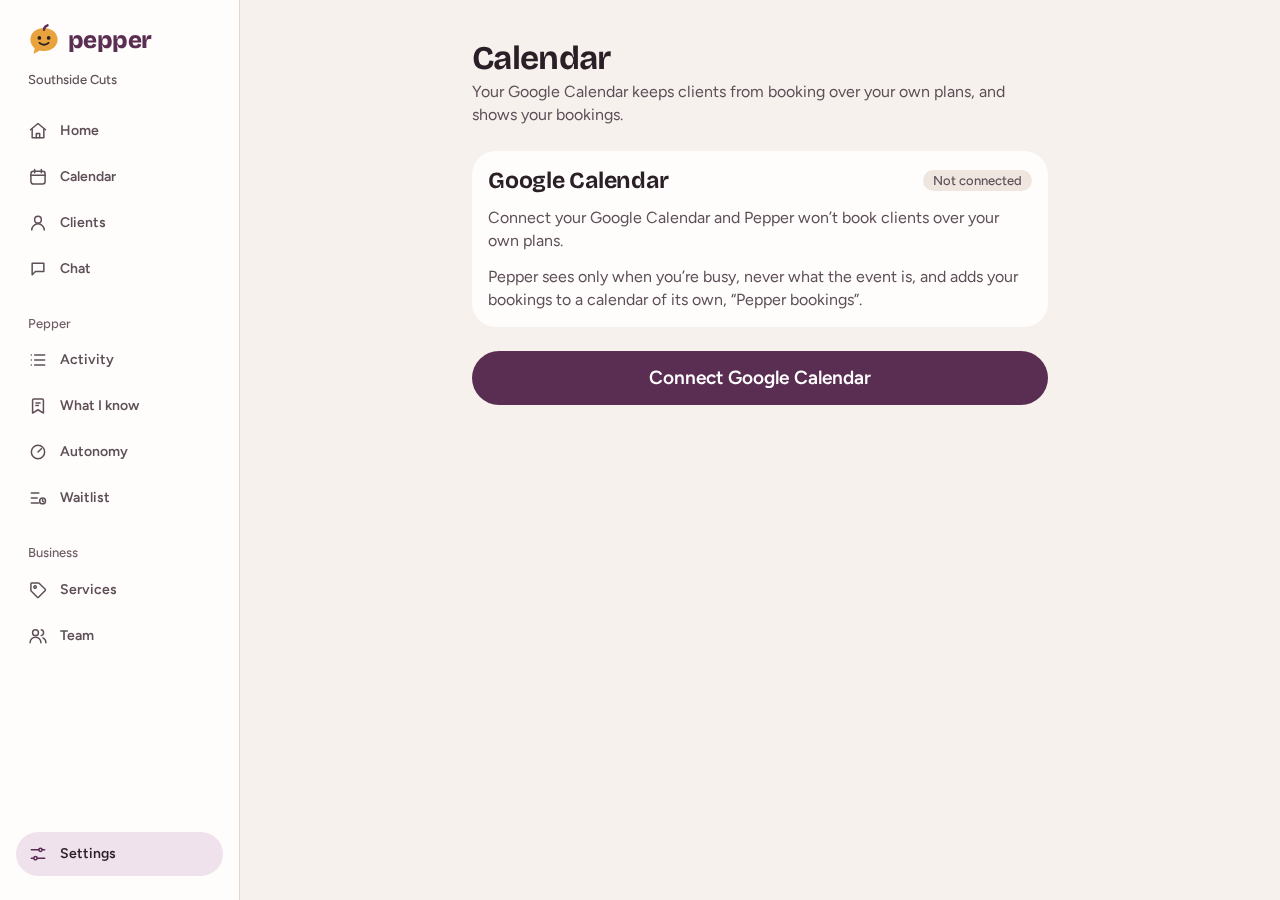 pepper
Southside Cuts
Home
Calendar
Clients
Chat
Pepper
Activity
What I know
Autonomy
Waitlist
Business
Services
Team
Settings
Calendar
Your Google Calendar keeps clients from booking over your own plans, and
shows your bookings.
Google Calendar
Not connected
Connect your Google Calendar and Pepper won’t book clients over your
own plans.
Pepper sees only when you’re busy, never what the event is, and adds your
bookings to a calendar of its own, “Pepper bookings”.
Connect Google Calendar